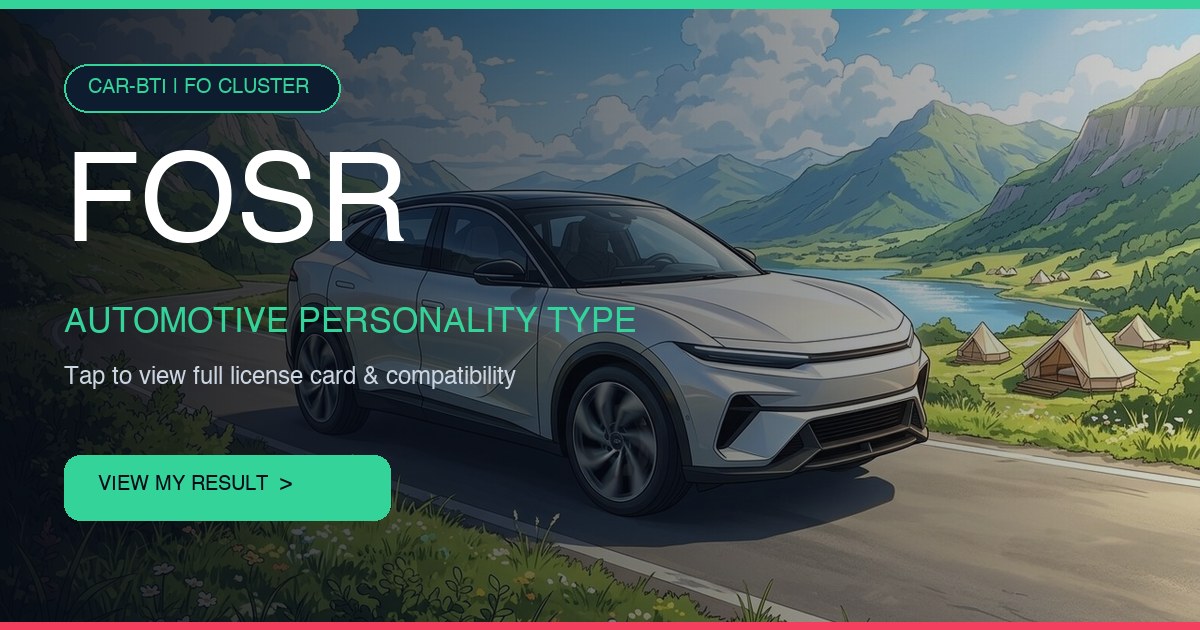 CAR-BTI | FO CLUSTER
FOSR
AUTOMOTIVE PERSONALITY TYPE
Tap to view full license card & compatibility
VIEW MY RESULT >